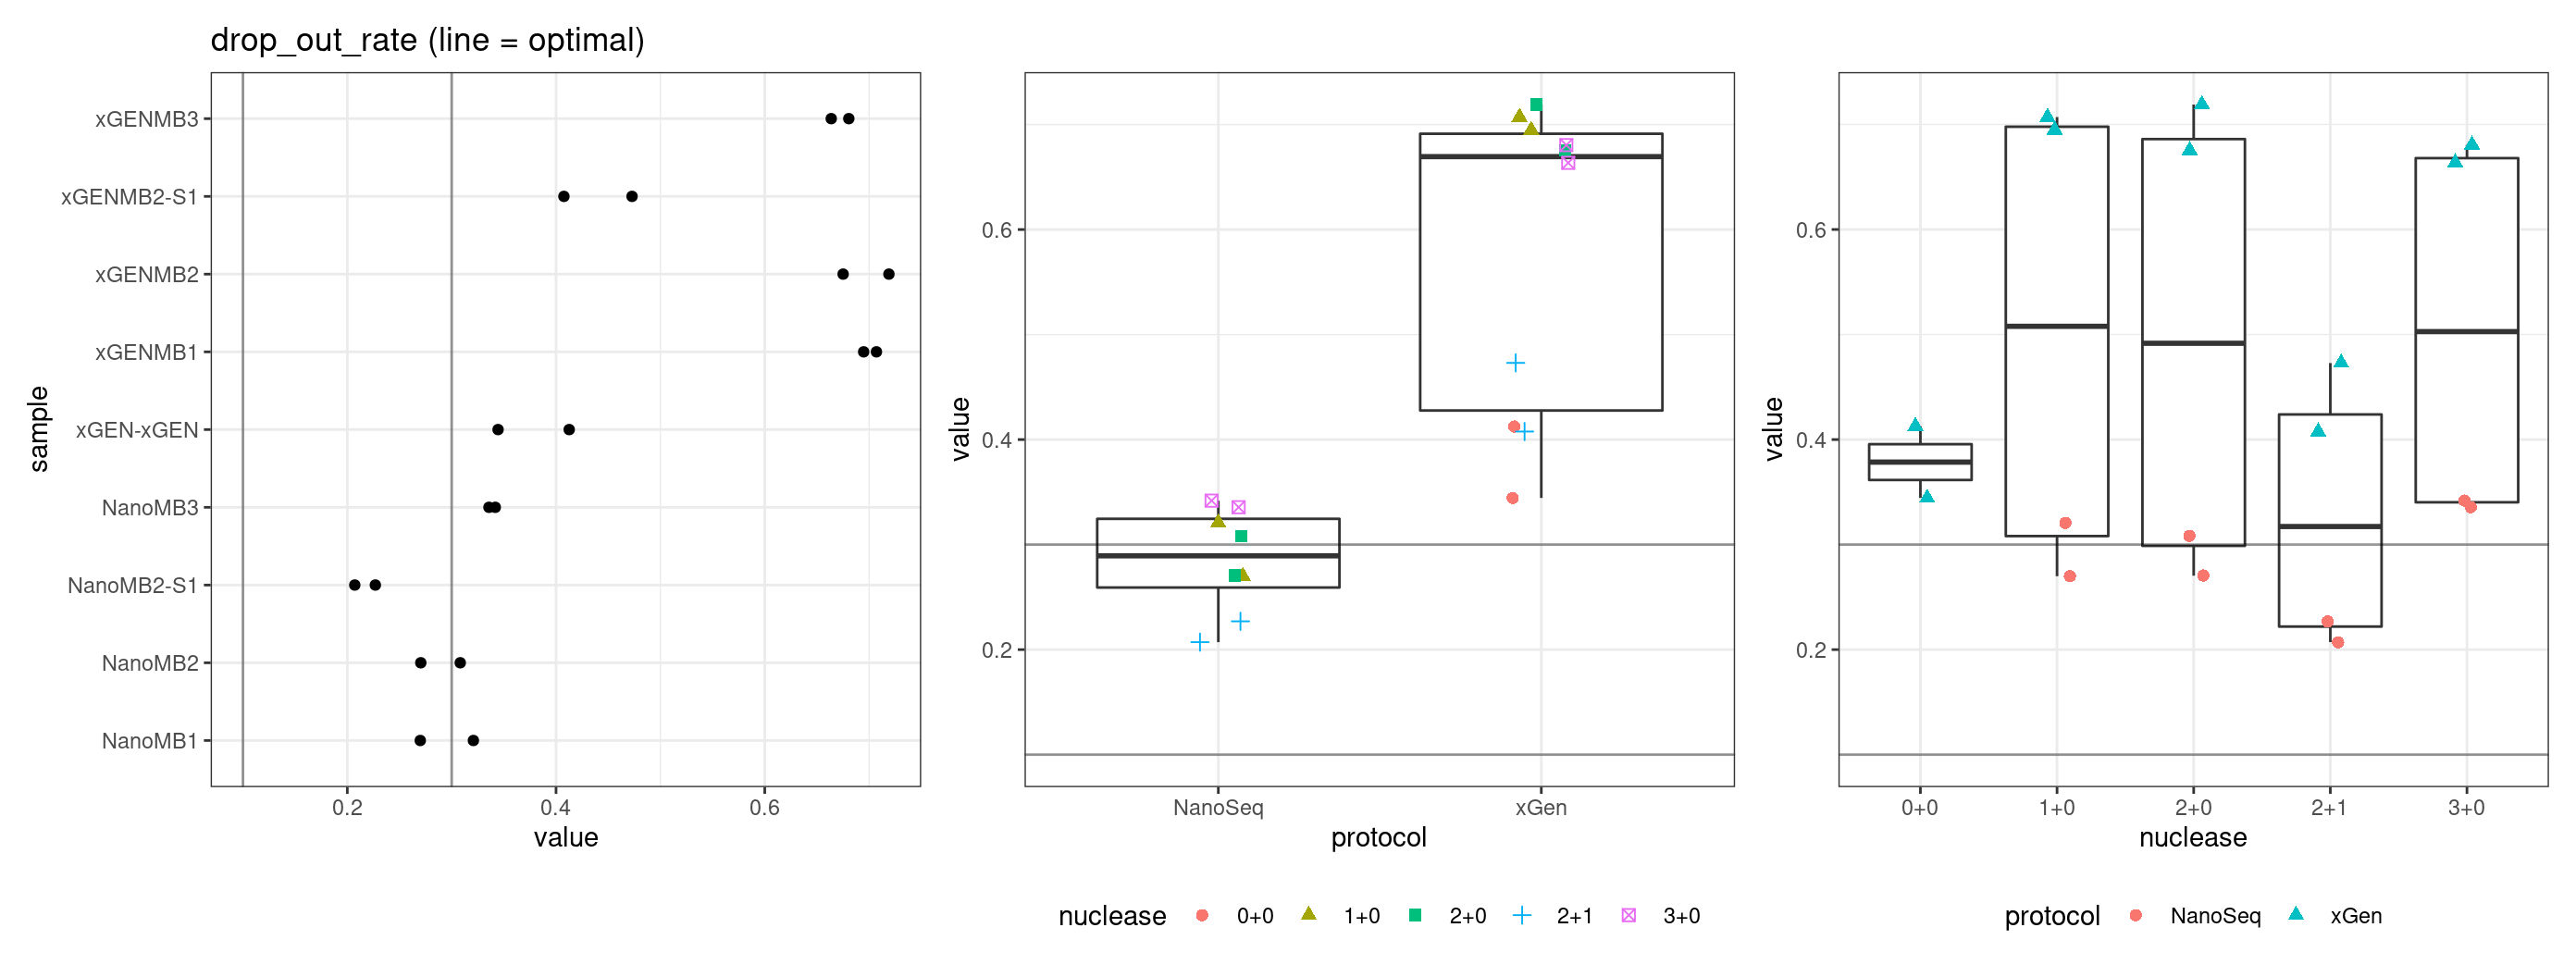 drop_out_rate (line = optimal)
sample
xGENMB3
xGENMB2-S1
xGENMB2
xGENMB1
xGEN-xGEN
NanoMB3
NanoMB2-S1
NanoMB2
NanoMB1
0.2 0.4 0.6
value
value
0.6
0.4
0.2
NanoSeq xGen
protocol
nuclease 0+0 1+0 2+0 2+1 3+0
value
0.6
0.4
0.2
0+0 1+0 2+0 2+1 3+0
nuclease
protocol NanoSeq xGen